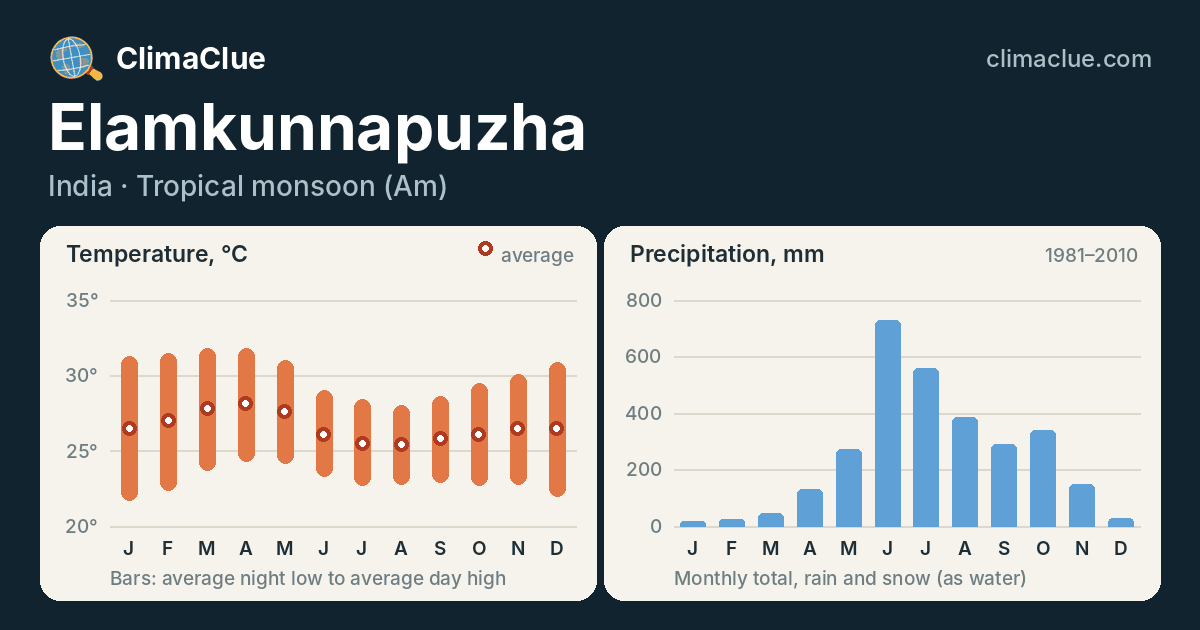 ClimaClue
climaclue.com
Elamkunnapuzha
India · Tropical monsoon (Am)
Temperature, °C
average
35°
30°
25°
20°
J F M A M J J A S O N D
Bars: average night low to average day high
Precipitation, mm
1981–2010
800
600
400
200
0
J F M A M J J A S O N D
Monthly total, rain and snow (as water)